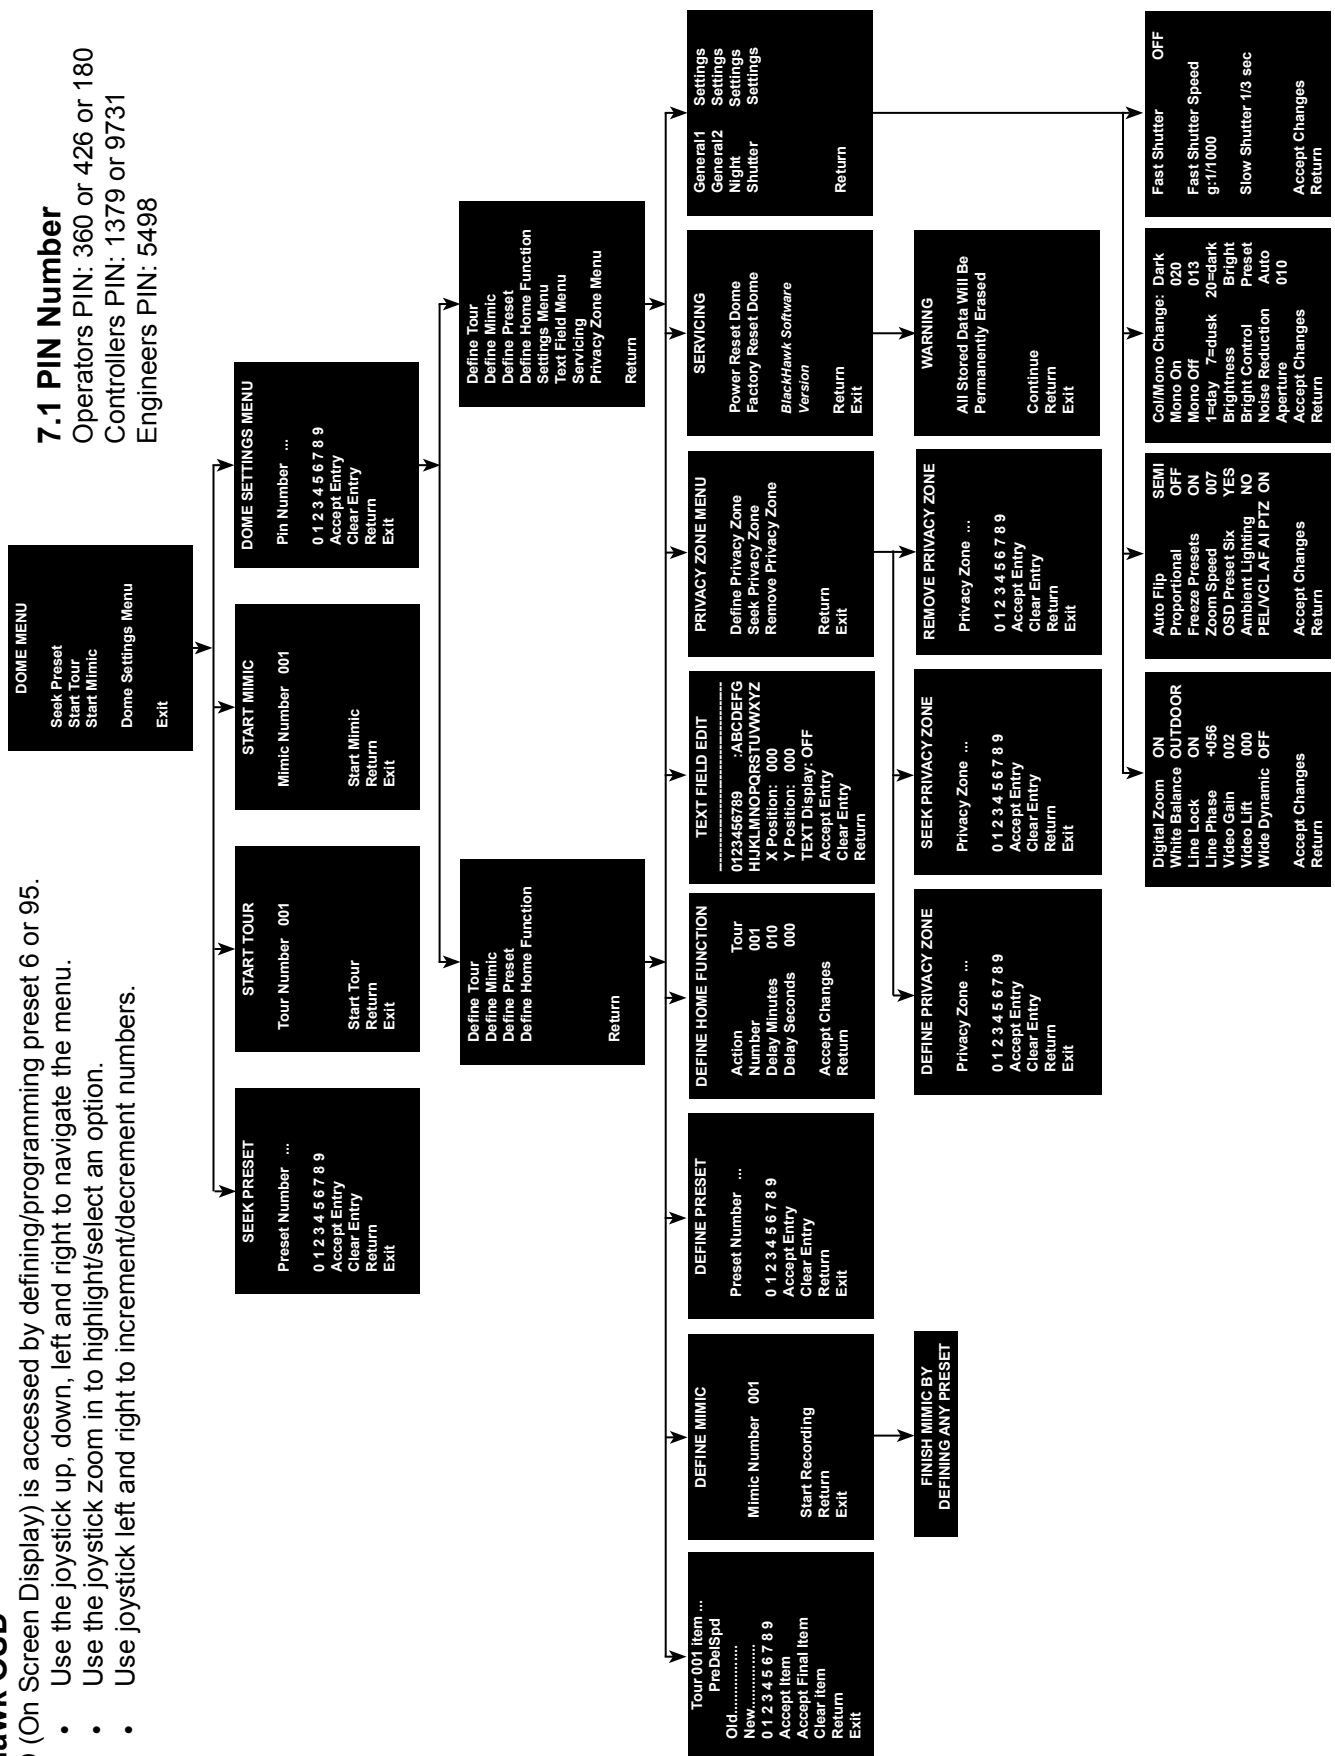 (On Screen Display) is accessed by defining/programming preset 6 or 95.
• Use the joystick up, down, left and right to navigate the menu.
• Use the joystick zoom in to highlight/select an option.
• Use joystick left and right to increment/decrement numbers.
7.1 PIN Number
Operators PIN: 360 or 426 or 180
Controllers PIN: 1379 or 9731
Engineers PIN: 5498
DOME MENU
Seek Preset
Start Tour
Start Mimic
Dome Settings Menu
Exit
SEEK PRESET
Preset Number ...
0 1 2 3 4 5 6 7 8 9
Accept Entry
Clear Entry
Return
Exit
START TOUR
Tour Number 001
Start Tour
Return
Exit
START MIMIC
Mimic Number 001
Start Mimic
Return
Exit
DOME SETTINGS MENU
Pin Number ...
0 1 2 3 4 5 6 7 8 9
Accept Entry
Clear Entry
Return
Exit
Define Tour
Define Mimic
Define Preset
Define Home Function
Return
Define Tour
Define Mimic
Define Preset
Define Home Function
Settings Menu
Text Field Menu
Servicing
Privacy Zone Menu
Return
Tour 001 item ...
PreDelSpd
Old.................
New.................
0 1 2 3 4 5 6 7 8 9
Accept Item
Accept Final Item
Clear item
Return
Exit
DEFINE MIMIC
Mimic Number 001
Start Recording
Return
Exit
DEFINE PRESET
Preset Number ...
0 1 2 3 4 5 6 7 8 9
Accept Entry
Clear Entry
Return
Exit
DEFINE HOME FUNCTION
Action Tour
Number 001
Delay Minutes 010
Delay Seconds 000
Accept Changes
Return
TEXT FIELD EDIT
------------------------------------
0123456789 :ABCDEFG
HIJKLMNOPQRSTUVWXYZ
X Position: 000
Y Position: 000
TEXT Display: OFF
Accept Entry
Clear Entry
Return
PRIVACY ZONE MENU
Define Privacy Zone
Seek Privacy Zone
Remove Privacy Zone
Return
Exit
SERVICING
Power Reset Dome
Factory Reset Dome
BlackHawk Software
Version
Return
Exit
General1 Settings
General2 Settings
Night Settings
Shutter Settings
Return
FINISH MIMIC BY
DEFINING ANY PRESET
DEFINE PRIVACY ZONE
Privacy Zone ...
0 1 2 3 4 5 6 7 8 9
Accept Entry
Clear Entry
Return
Exit
SEEK PRIVACY ZONE
Privacy Zone ...
0 1 2 3 4 5 6 7 8 9
Accept Entry
Clear Entry
Return
Exit
REMOVE PRIVACY ZONE
Privacy Zone ...
0 1 2 3 4 5 6 7 8 9
Accept Entry
Clear Entry
Return
Exit
WARNING
All Stored Data Will Be
Permanently Erased
Continue
Return
Exit
Digital Zoom ON
White Balance OUTDOOR
Line Lock ON
Line Phase +056
Video Gain 002
Video Lift 000
Wide Dynamic OFF
Accept Changes
Return
Auto Flip SEMI
Proportional OFF
Freeze Presets ON
Zoom Speed 007
OSD Preset Six YES
Ambient Lighting NO
PEL/VCL AF AI PTZ ON
Accept Changes
Return
Col/Mono Change: Dark
Mono On 020
Mono Off 013
1=day 7=dusk 20=dark
Brightness Bright
Bright Control Preset
Noise Reduction Auto
Aperture 010
Accept Changes
Return
Fast Shutter OFF
Fast Shutter Speed
g:1/1000
Slow Shutter 1/3 sec
Accept Changes
Return